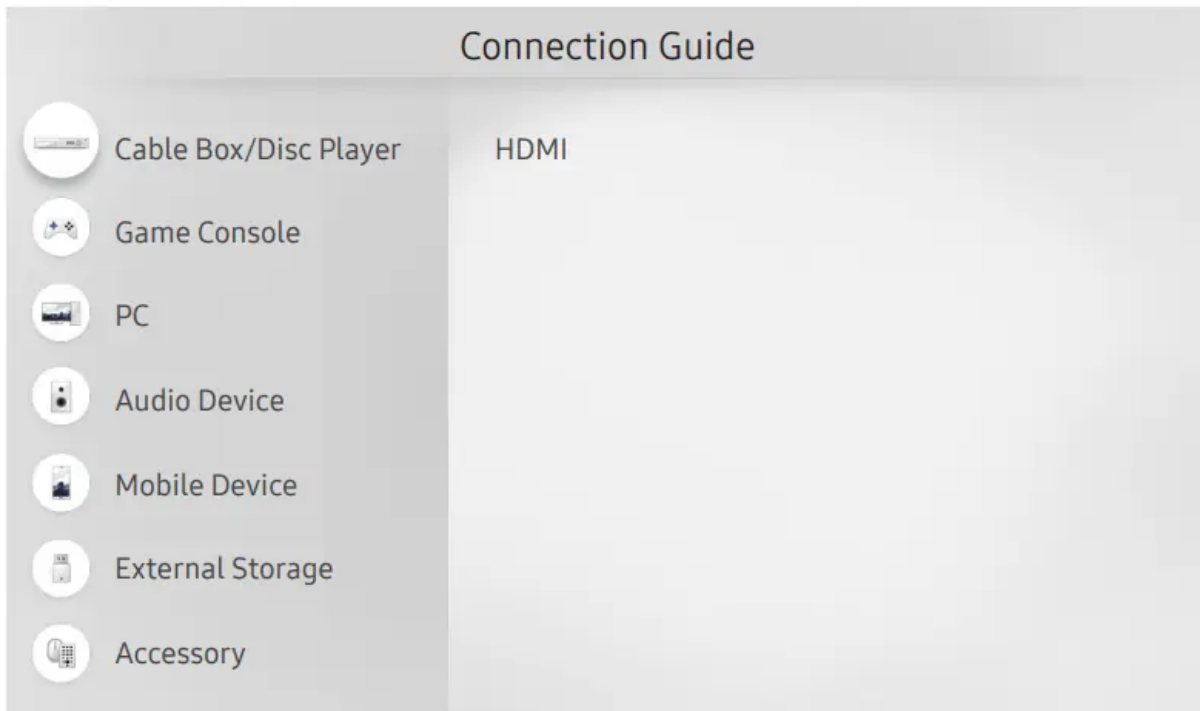 Connection Guide
Cable Box/Disc Player
HDMI
Game Console
PC
Audio Device
Mobile Device
External Storage
Accessory